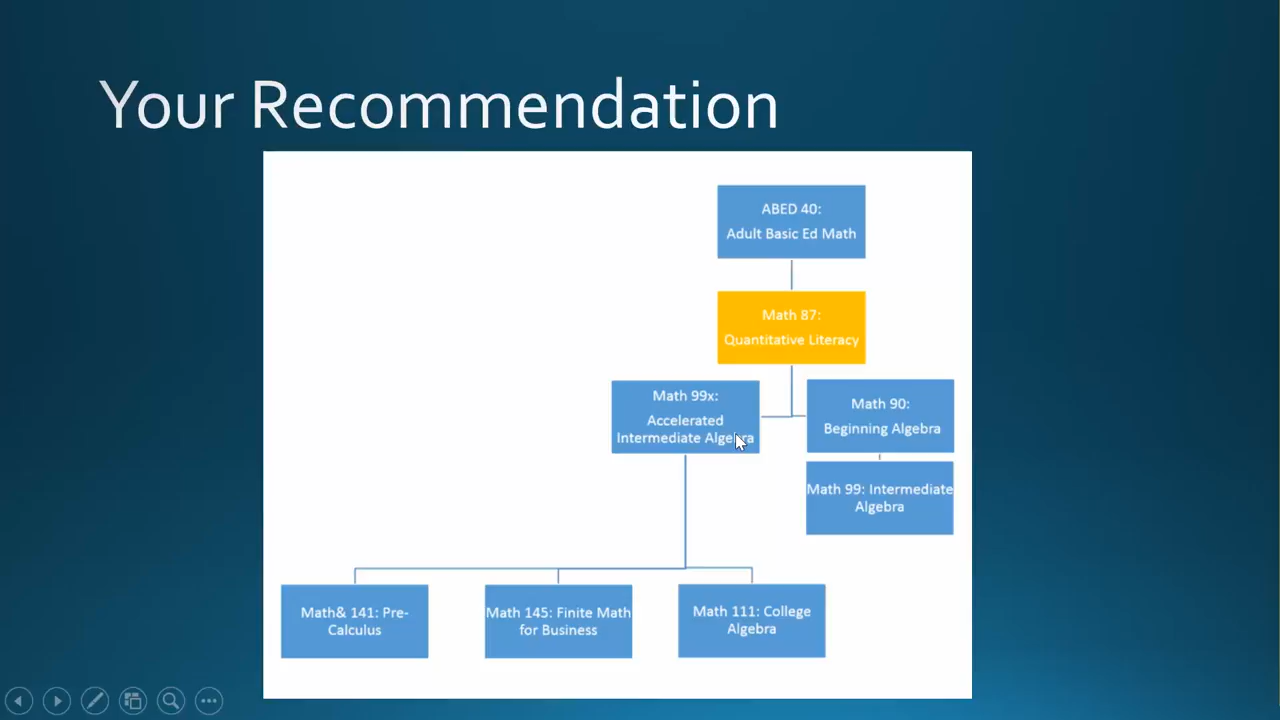 Your Recommendation
ABED 40:
Adult Basic Ed Math
Math 87:
Quantitative Literacy
Math 99x:
Accelerated
Intermediate Algebra
Math 90:
Beginning Algebra
Math 99: Intermediate
Algebra
Math& 141: Pre-
Calculus
Math 145: Finite Math
for Business
Math 111: College
Algebra